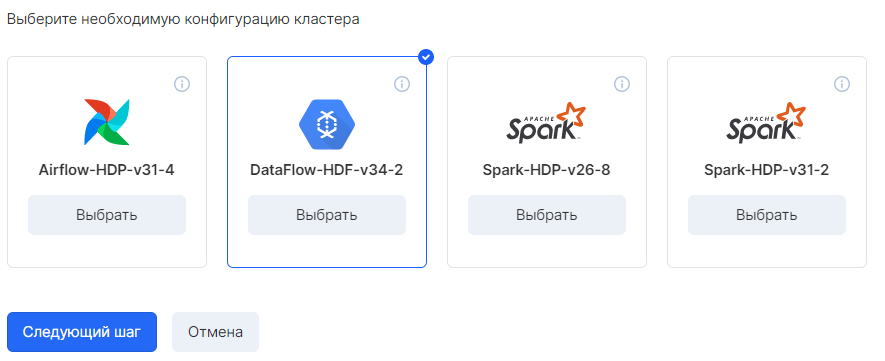 Выберите необходимую конфигурацию кластера
Airflow-HDP-v31-4
Выбрать
DataFlow-HDF-v34-2
Выбрать
APACHE
Spark
Spark-HDP-v26-8
Выбрать
APACHE
Spark
Spark-HDP-v31-2
Выбрать
Следующий шаг
Отмена